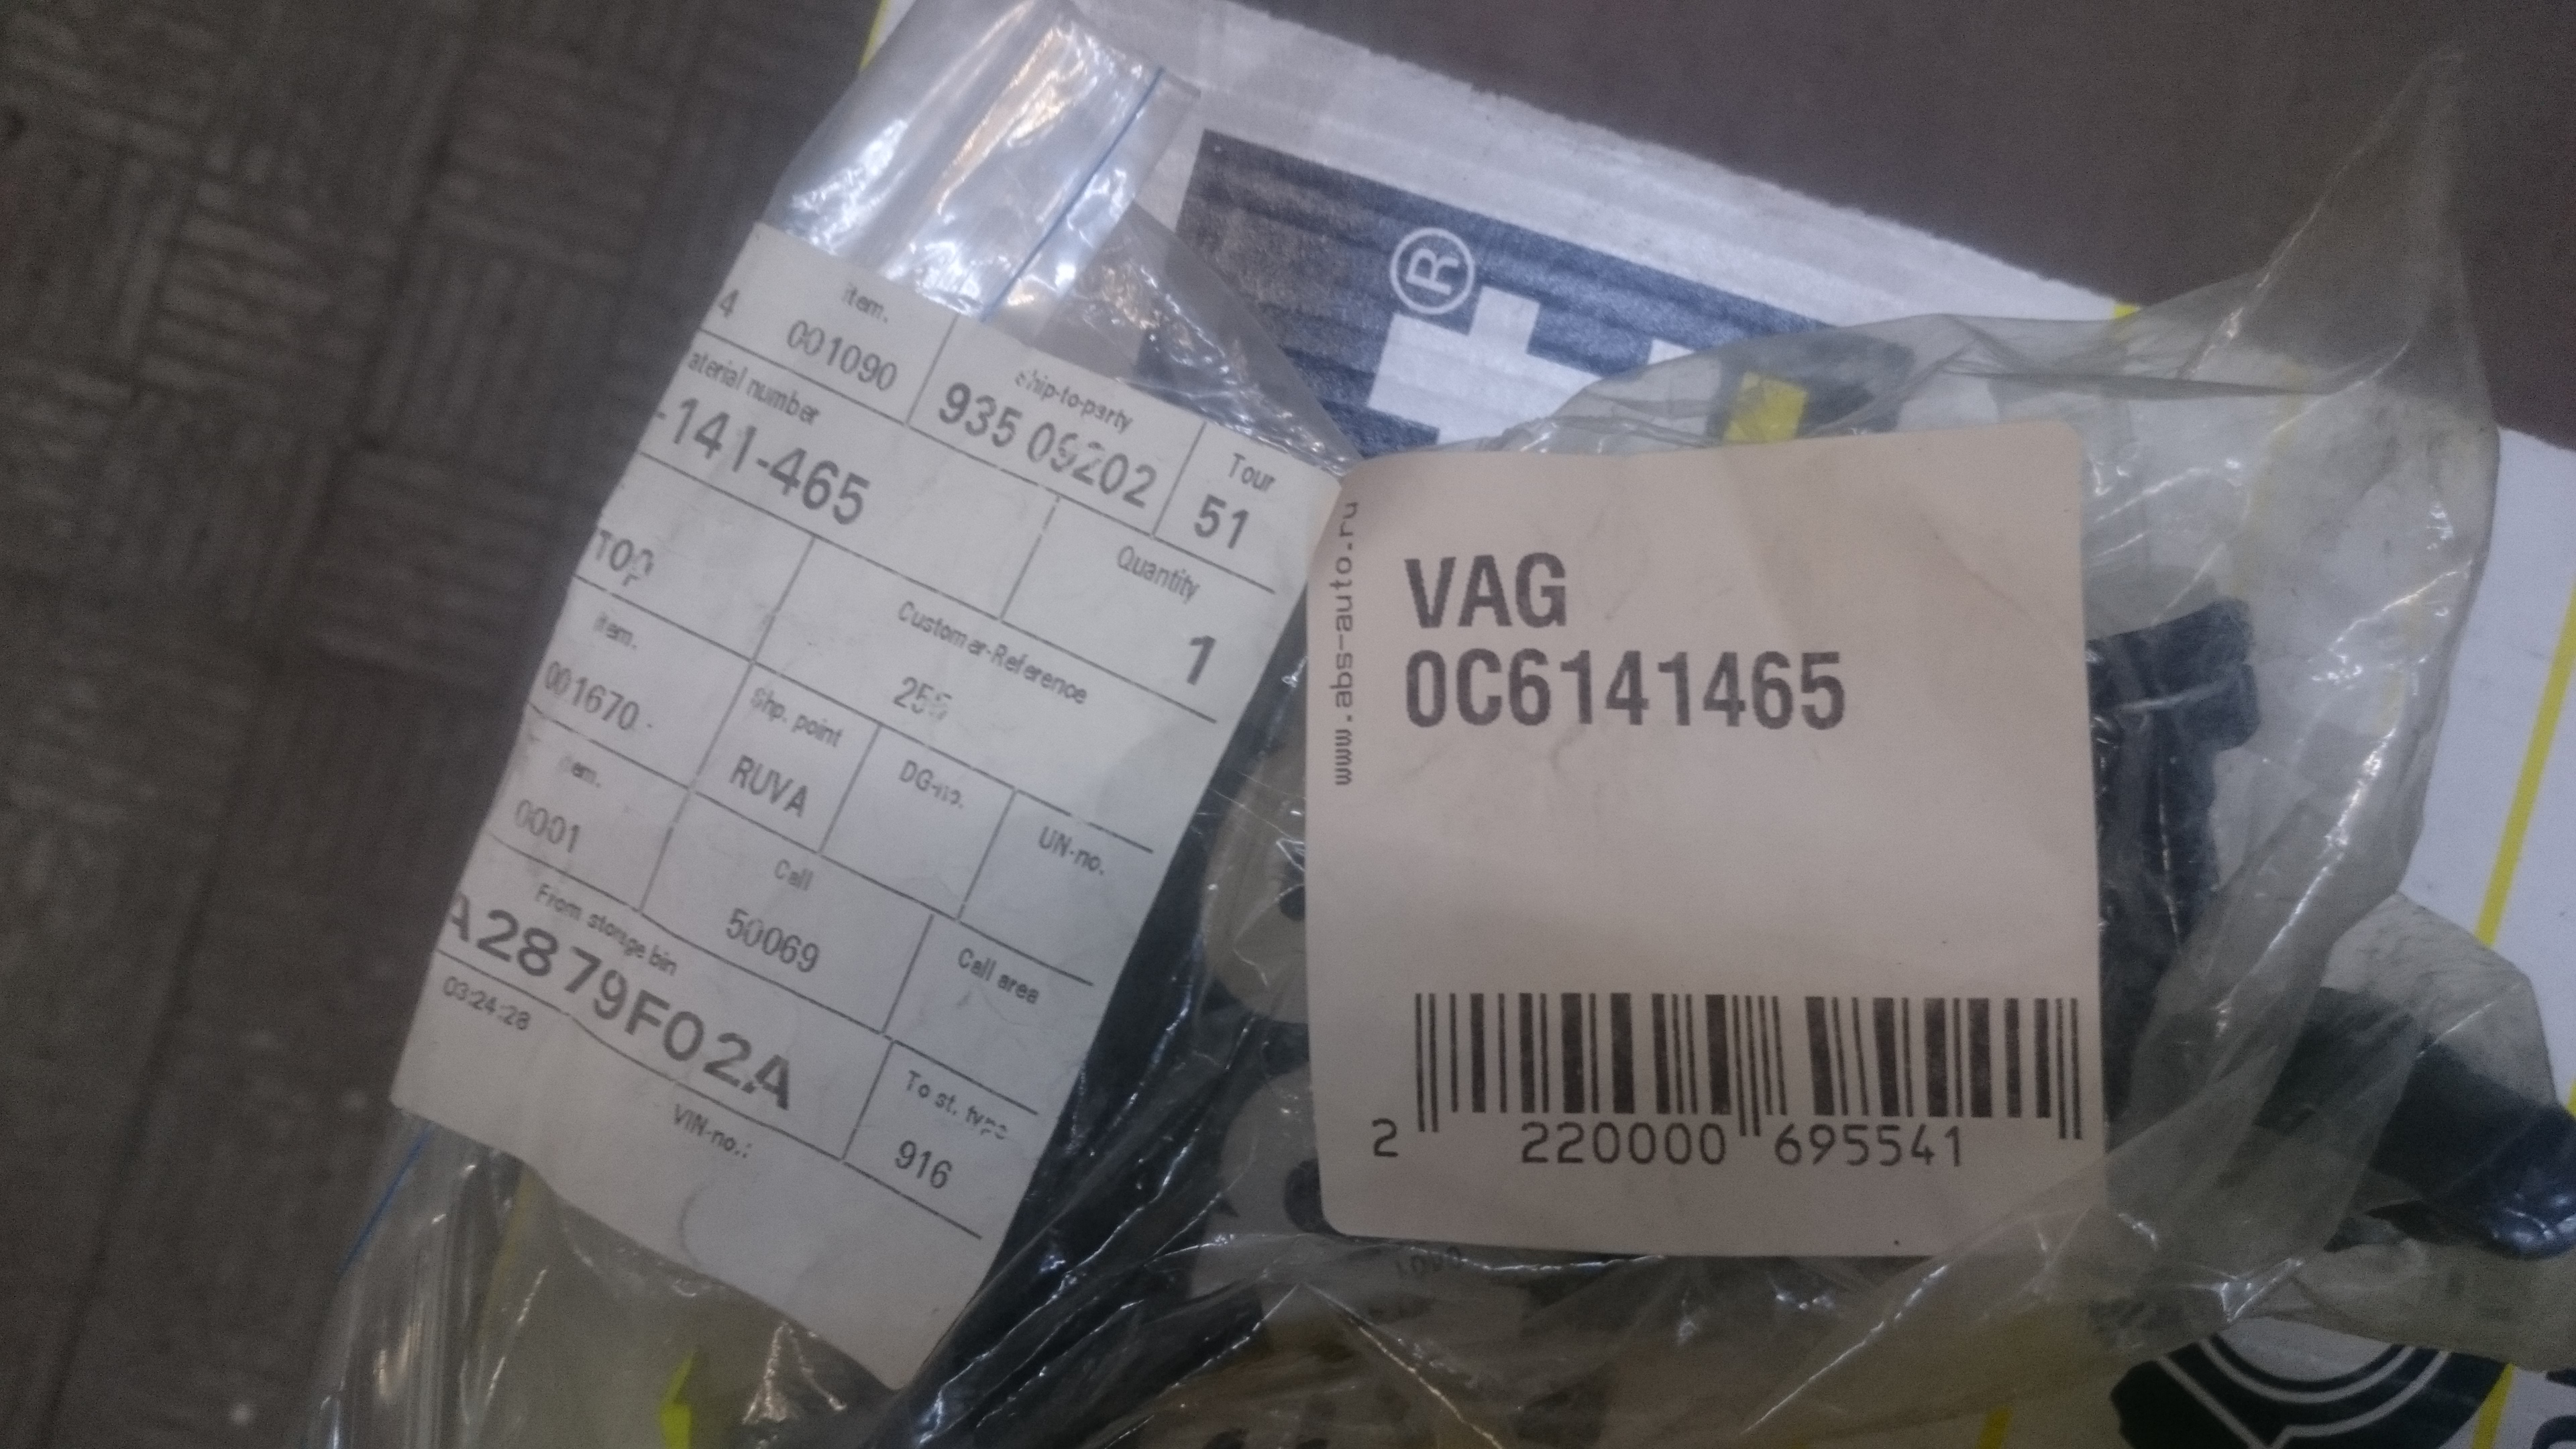 ®
t
item.
4 001090
ship-to-party
935 09202
Tour
51
aterial number
-141-465
Quantity
1
TOP
Customer-Reference
item.
001670
Shp. point
RUVA
DG-no.
UN-no.
em.
0001
Call
50069
Call area
From storage bin
A2879F02A
To st. type
916
03:24:28
VIN-no.:
www.abs-auto.ru
VAG
0C6141465
2 220000 695541